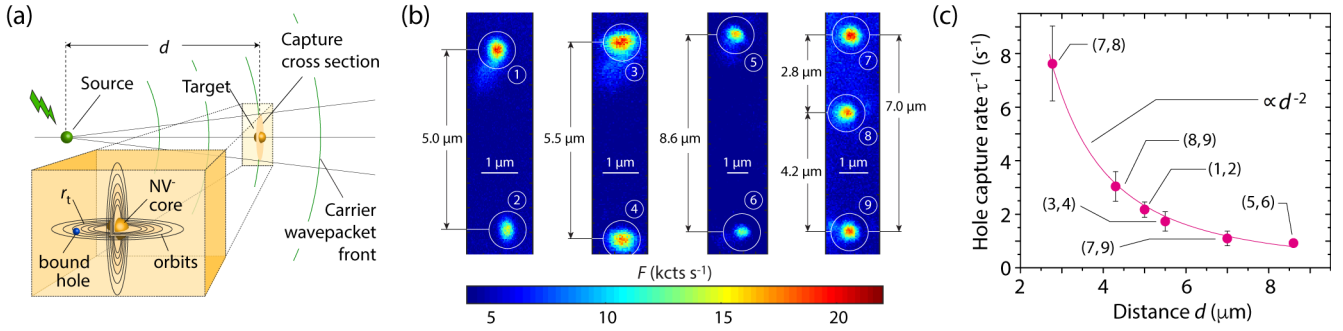 (a)
d
Capture
cross section
Source
Target
NV⁻
core
rt
bound
hole
orbits
Carrier
wavepacket
front
(b)
5.0 µm
1 µm
1
2
5.5 µm
1 µm
3
4
8.6 µm
1 µm
5
6
2.8 µm
4.2 µm
7.0 µm
1 µm
7
8
9
F (kcts s⁻¹)
5 10 15 20
(c)
Hole capture rate τ⁻¹ (s⁻¹)
8
6
4
2
0
(7,8)
∝d⁻²
(8,9)
(1,2)
(3,4)
(5,6)
(7,9)
2 4 6 8
Distance d (µm)